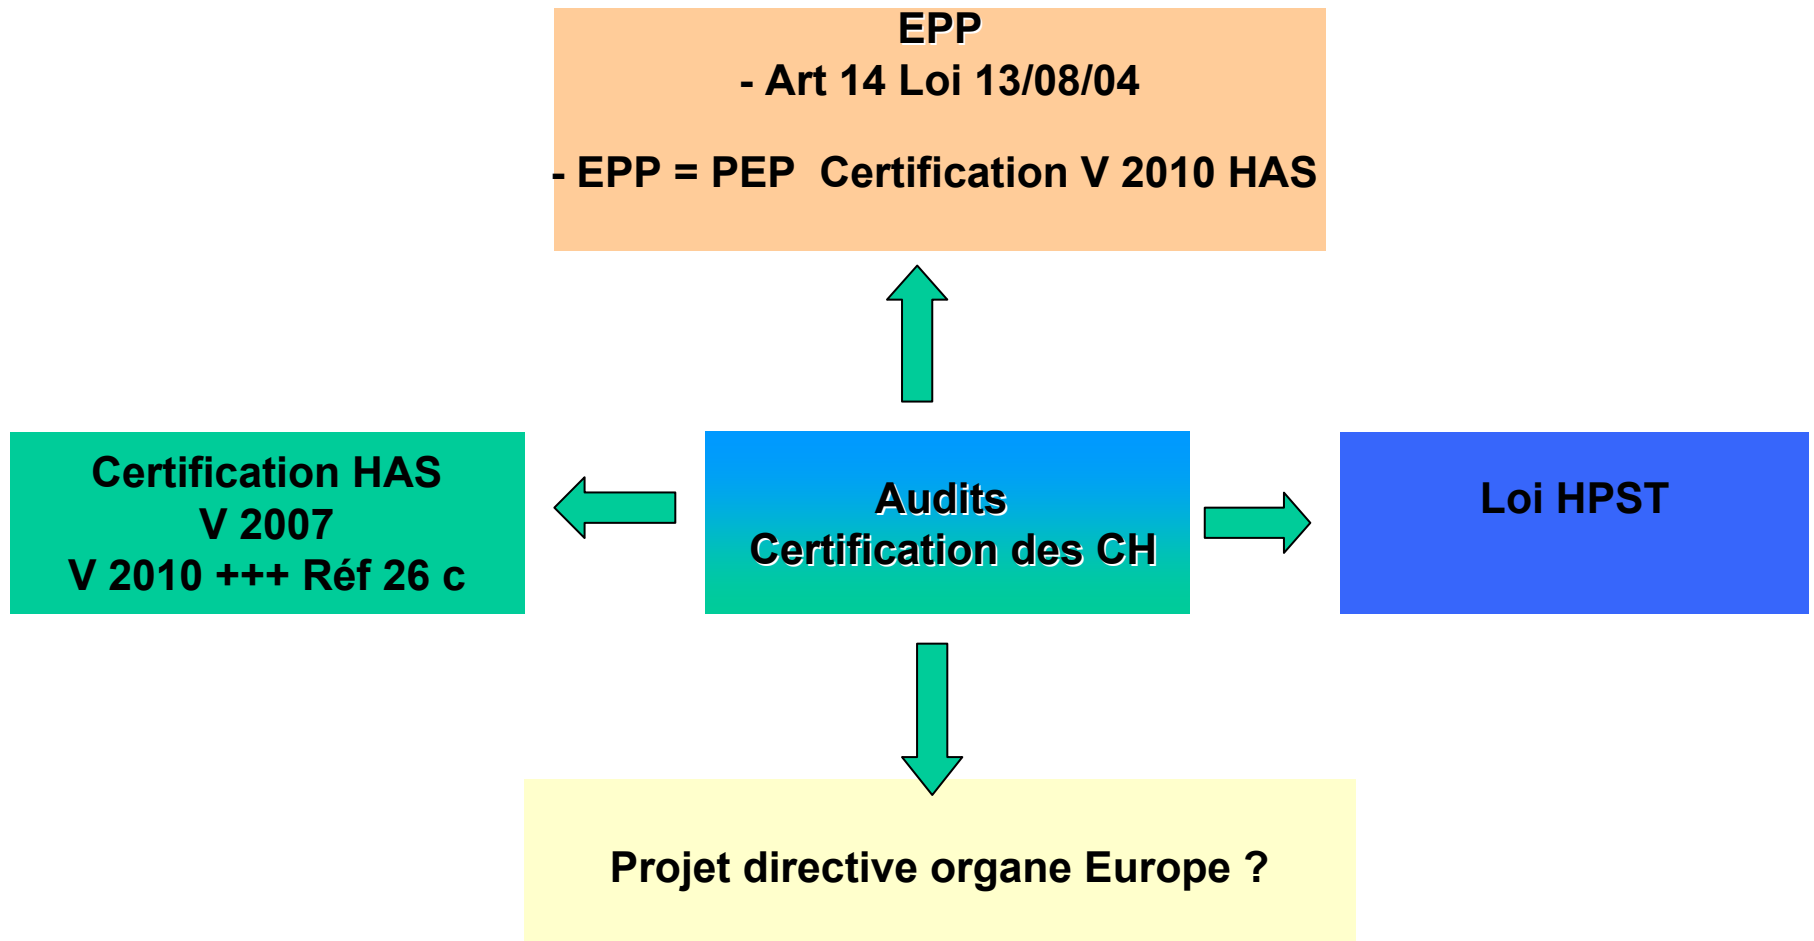 EPP
- Art 14 Loi 13/08/04
- EPP = PEP Certification V 2010 HAS
Certification HAS
V 2007
V 2010 +++ Réf 26 c
Audits
Certification des CH
Loi HPST
Projet directive organe Europe ?